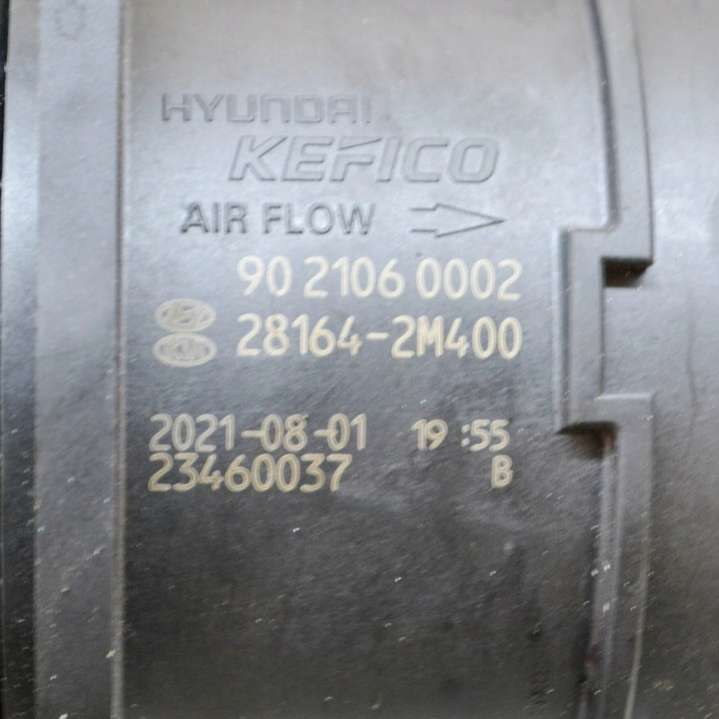 HYUNDAI
KEFICO
AIR FLOW
90 2106 0002
28164-2M400
2021-08-01 19:55
23460037 B